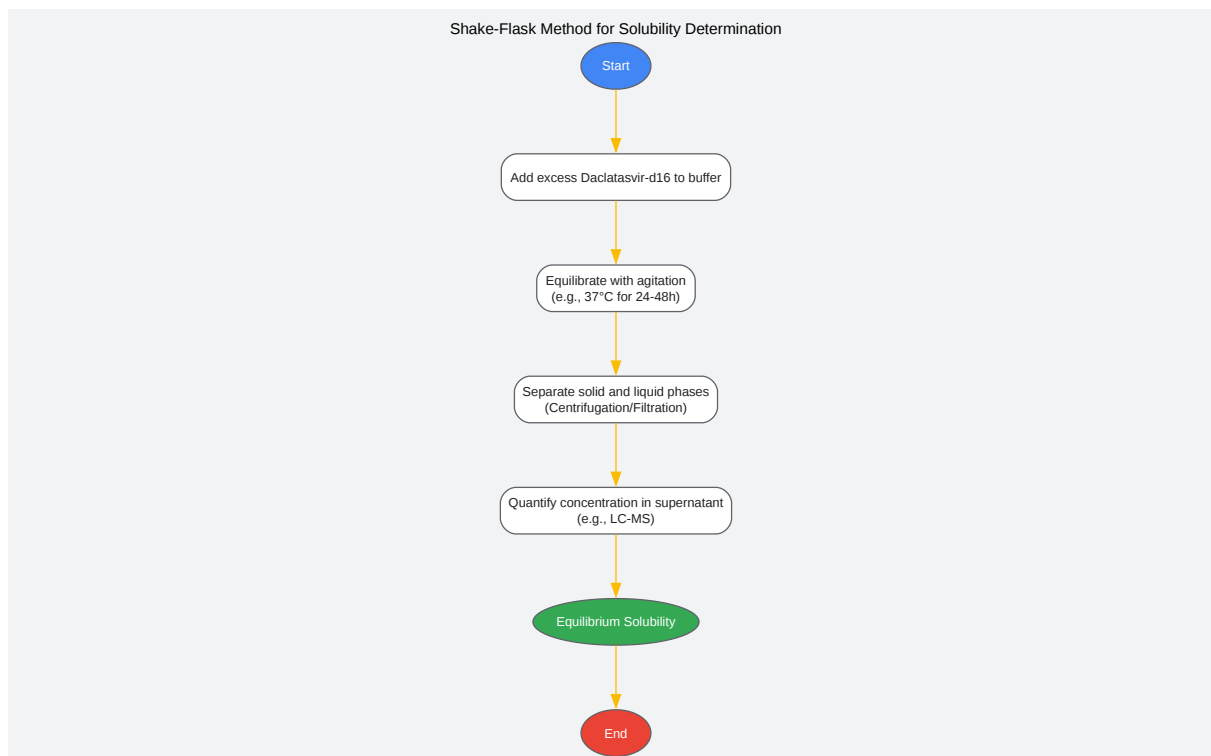 Shake-Flask Method for Solubility Determination
Start
Add excess Daclatasvir-d16 to buffer
Equilibrate with agitation
(e.g., 37°C for 24-48h)
Separate solid and liquid phases
(Centrifugation/Filtration)
Quantify concentration in supernatant
(e.g., LC-MS)
Equilibrium Solubility
End